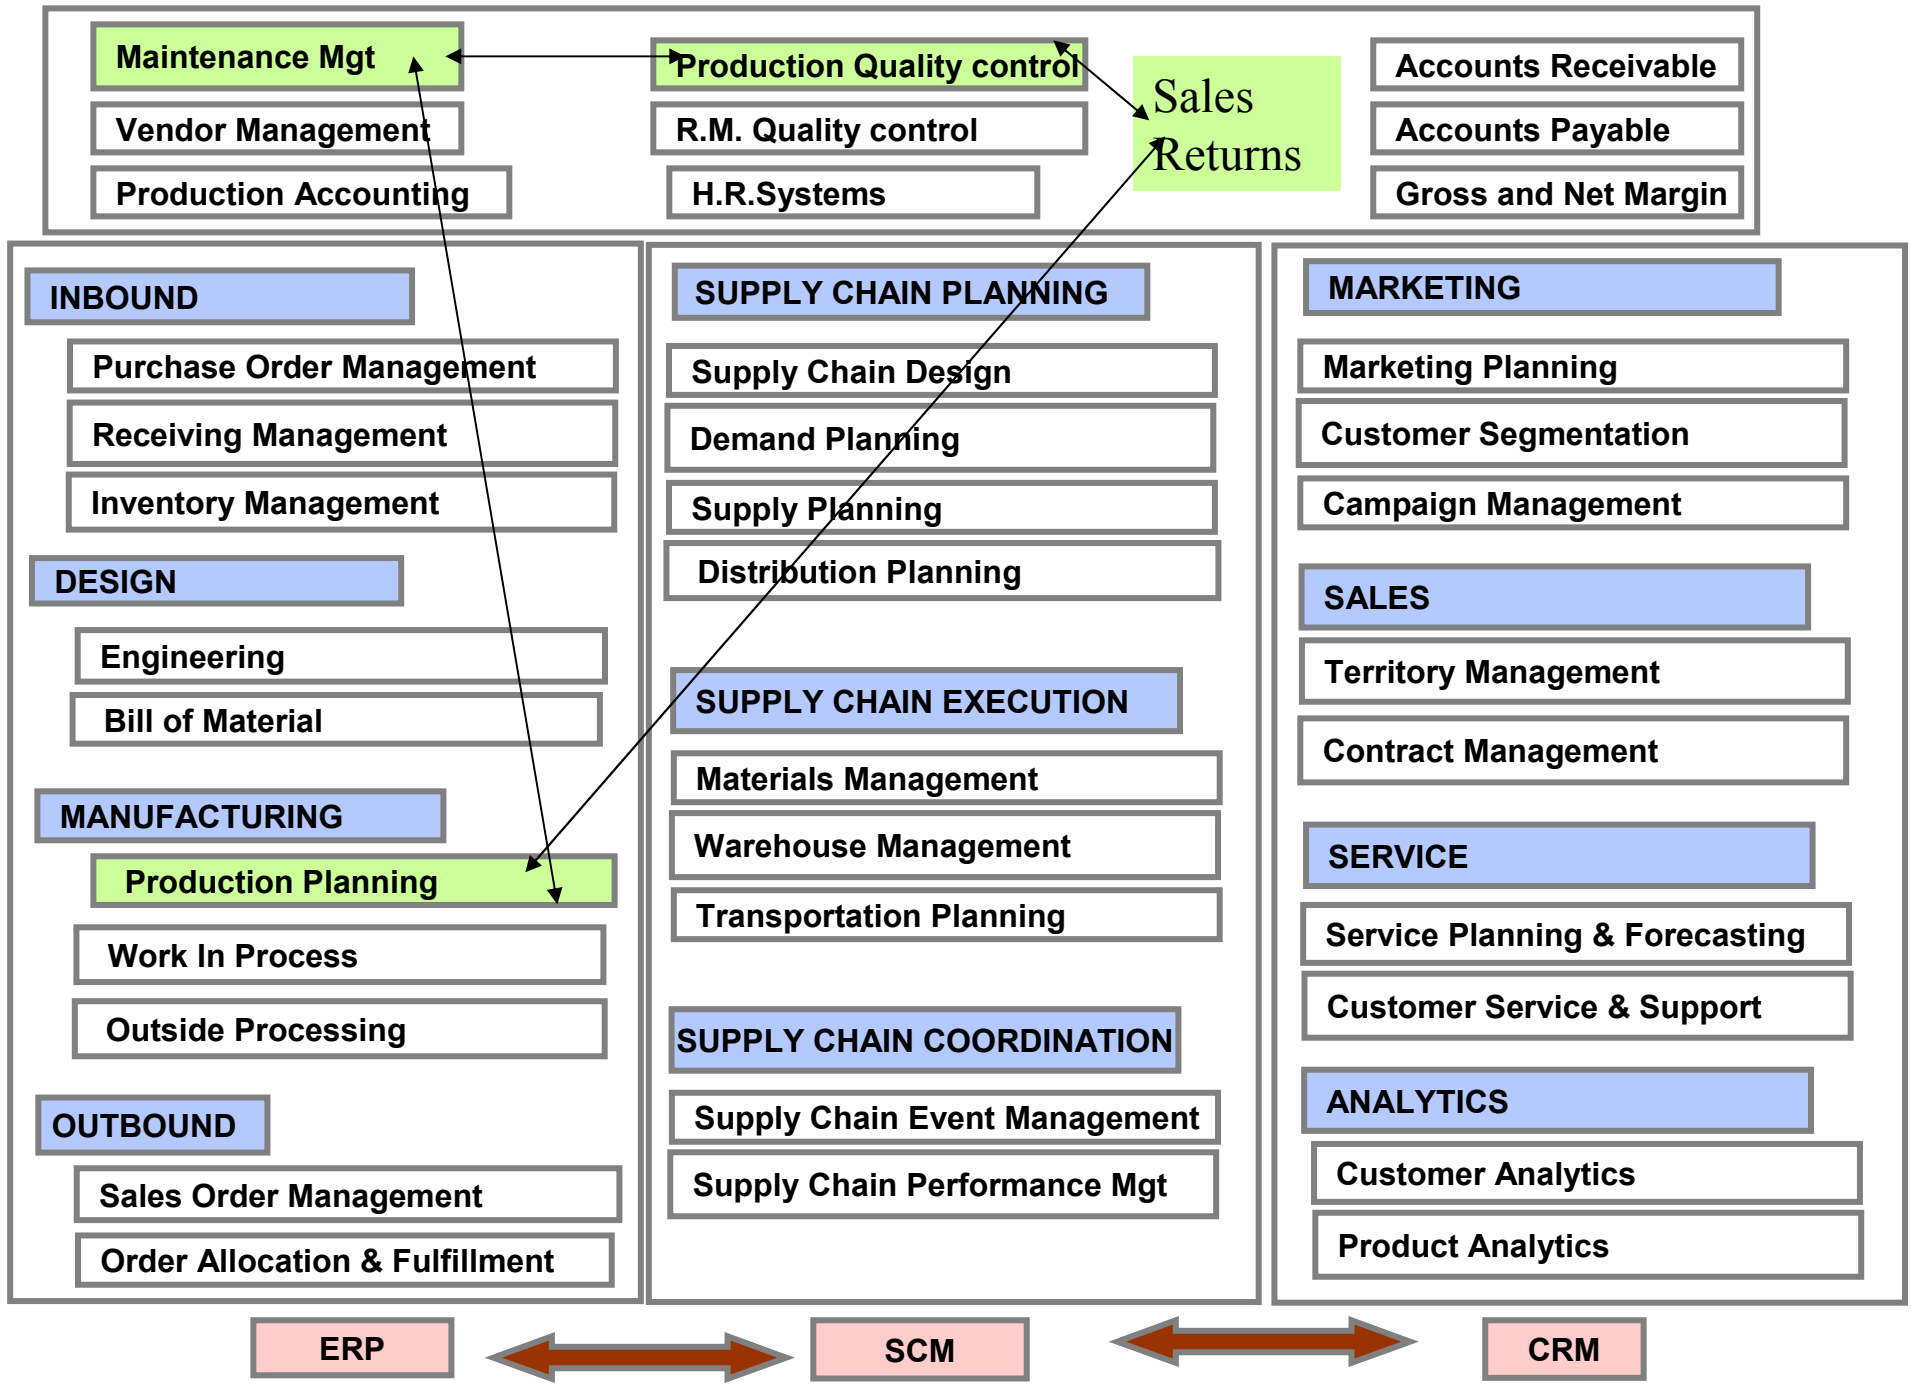 Maintenance Mgt
Production Quality control
Sales
Returns
Accounts Receivable
Vendor Management
R.M. Quality control
Accounts Payable
Production Accounting
H.R.Systems
Gross and Net Margin
INBOUND
Purchase Order Management
Receiving Management
Inventory Management
DESIGN
Engineering
Bill of Material
MANUFACTURING
Production Planning
Work In Process
Outside Processing
OUTBOUND
Sales Order Management
Order Allocation & Fulfillment
SUPPLY CHAIN PLANNING
Supply Chain Design
Demand Planning
Supply Planning
Distribution Planning
SUPPLY CHAIN EXECUTION
Materials Management
Warehouse Management
Transportation Planning
SUPPLY CHAIN COORDINATION
Supply Chain Event Management
Supply Chain Performance Mgt
MARKETING
Marketing Planning
Customer Segmentation
Campaign Management
SALES
Territory Management
Contract Management
SERVICE
Service Planning & Forecasting
Customer Service & Support
ANALYTICS
Customer Analytics
Product Analytics
ERP
SCM
CRM